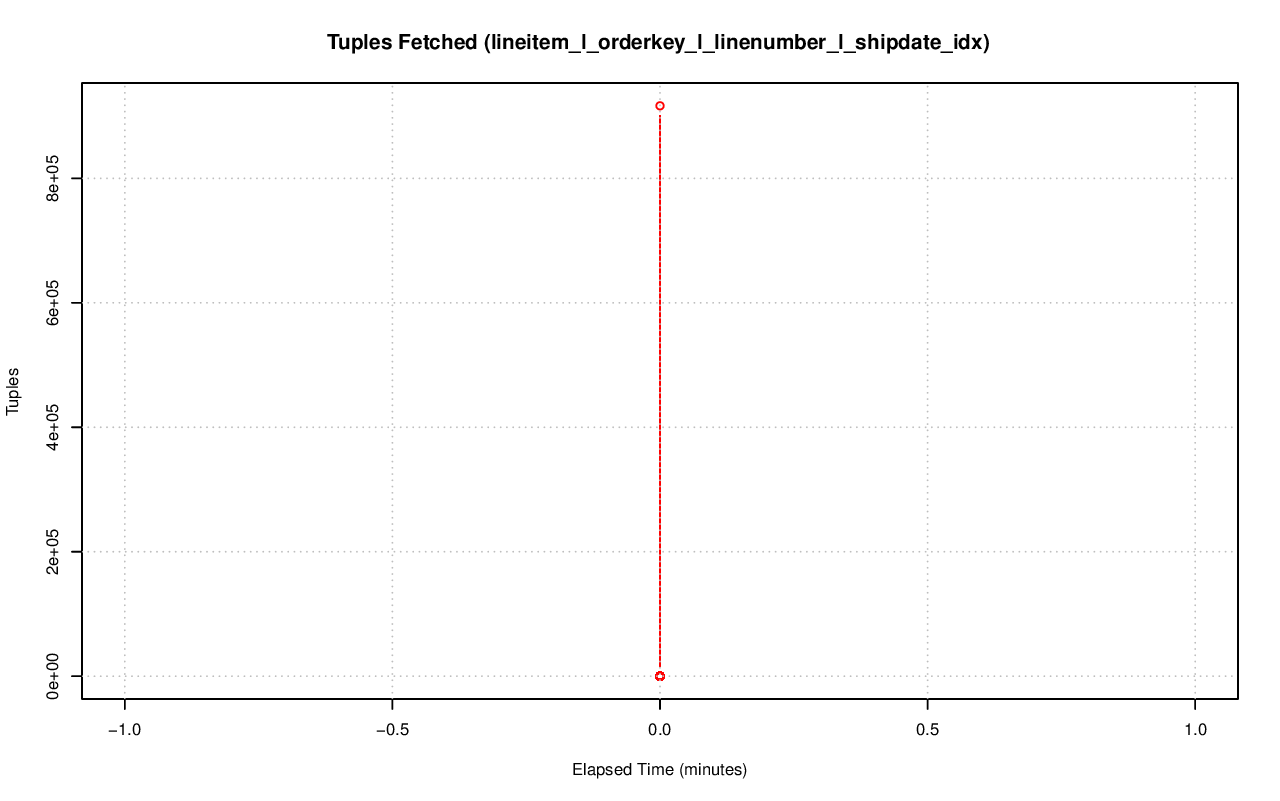 Tuples Fetched (lineitem_l_orderkey_l_linenumber_l_shipdate_idx)
8e+05
6e+05
4e+05
2e+05
0e+00
Tuples
−1.0 −0.5 0.0 0.5 1.0
Elapsed Time (minutes)